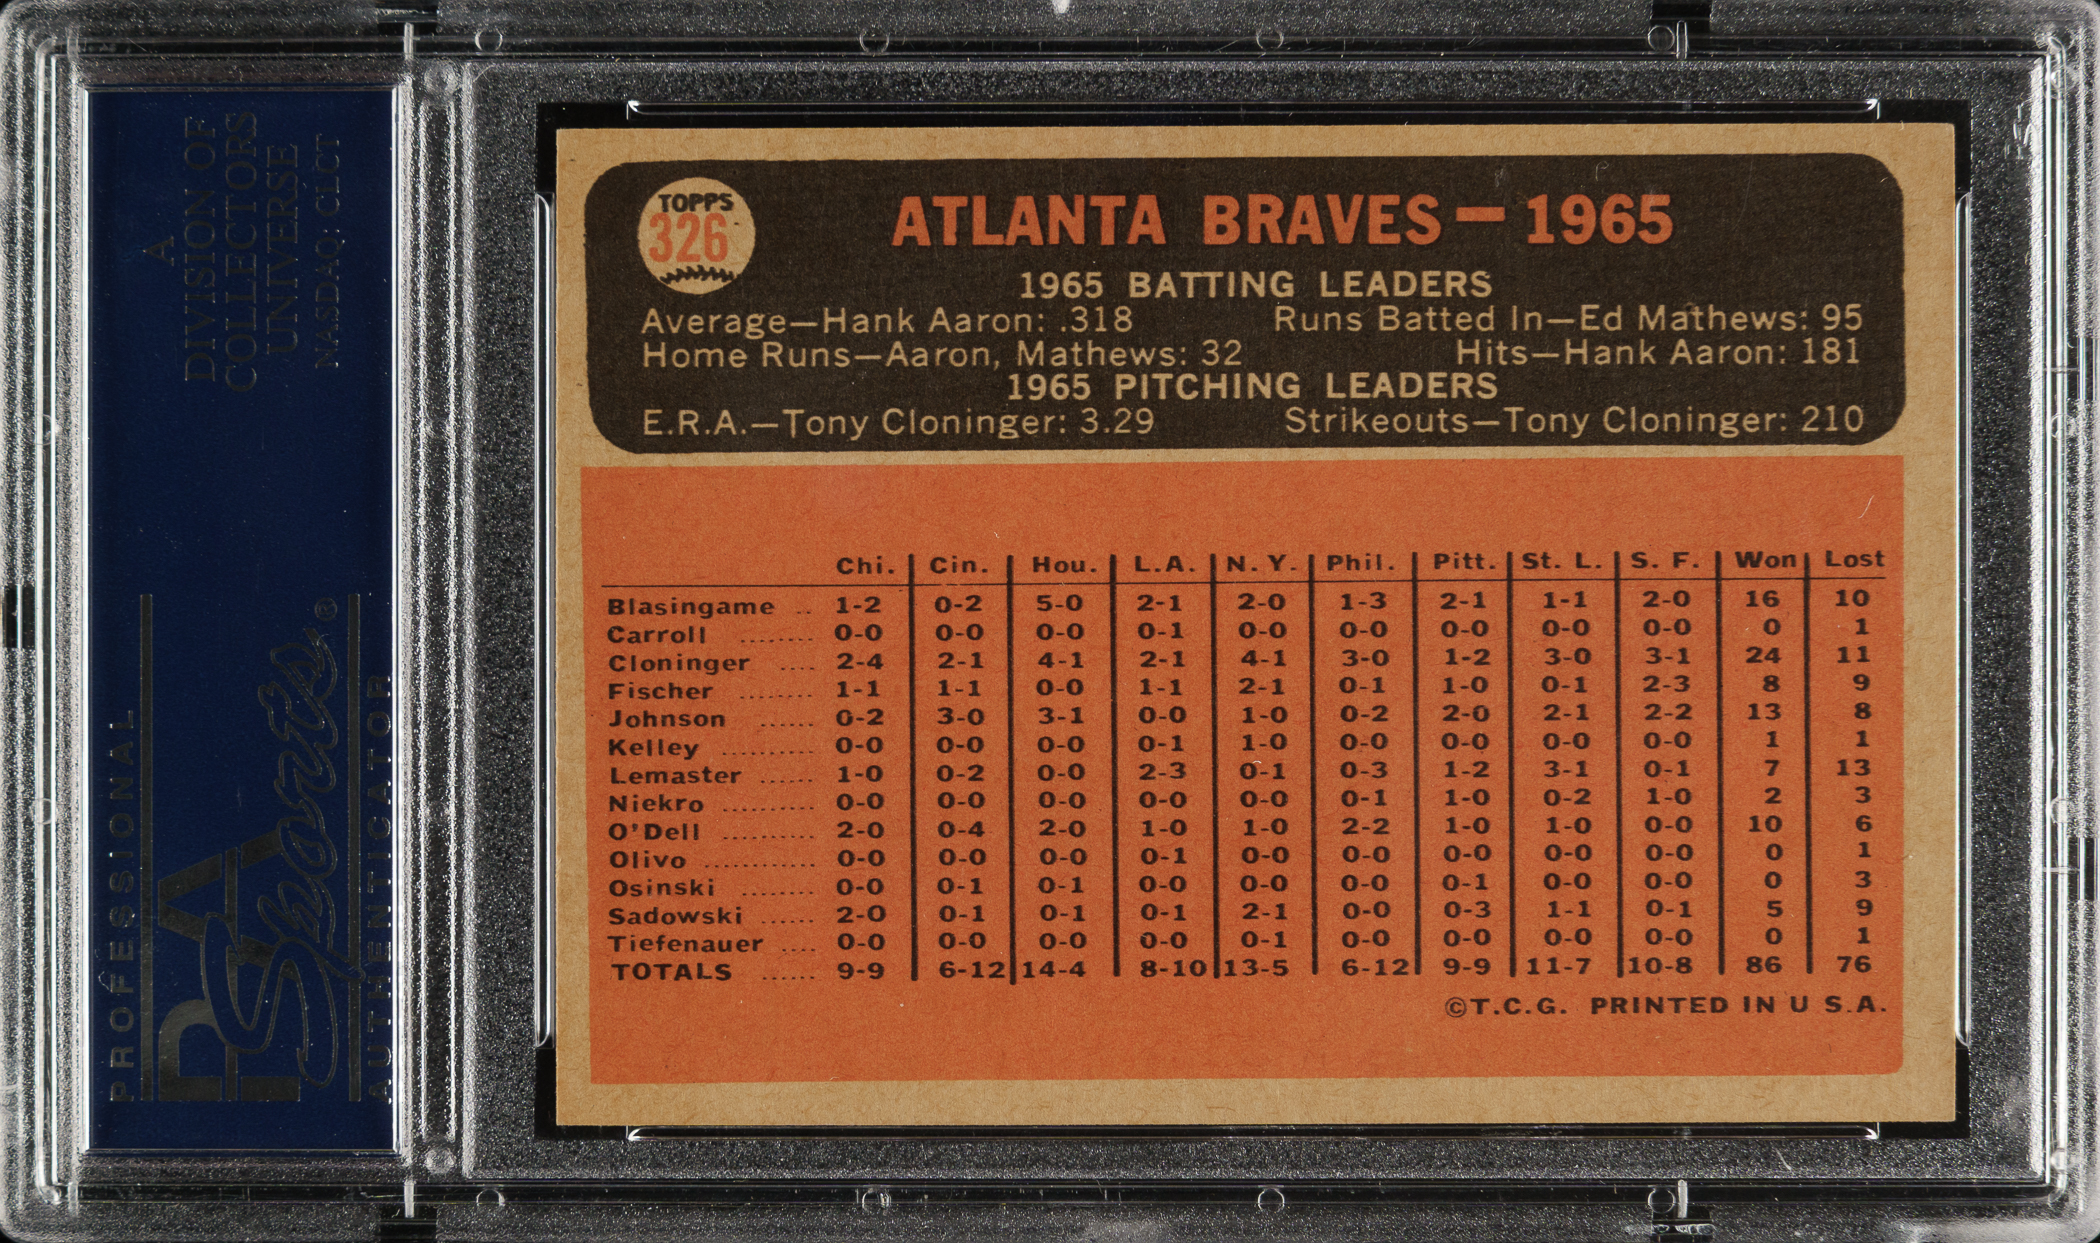 A
DIVISION OF
COLLECTORS
UNIVERSE
NASDAQ: CLCT
PROFESSIONAL
PSA
Sports®
AUTHENTICATOR
TOPPS
326
ATLANTA BRAVES — 1965
1965 BATTING LEADERS
Average—Hank Aaron: .318 Runs Batted In—Ed Mathews: 95
Home Runs—Aaron, Mathews: 32 Hits—Hank Aaron: 181
1965 PITCHING LEADERS
E.R.A.—Tony Cloninger: 3.29 Strikeouts—Tony Cloninger: 210
Chi. Cin. Hou. L.A. N. Y. Phil. Pitt. St. L. S. F. Won Lost
Blasingame .. 1-2 0-2 5-0 2-1 2-0 1-3 2-1 1-1 2-0 16 10
Carroll ........ 0-0 0-0 0-0 0-1 0-0 0-0 0-0 0-0 0-0 0 1
Cloninger .... 2-4 2-1 4-1 2-1 4-1 3-0 1-2 3-0 3-1 24 11
Fischer ........ 1-1 1-1 0-0 1-1 2-1 0-1 1-0 0-1 2-3 8 9
Johnson ...... 0-2 3-0 3-1 0-0 1-0 0-2 2-0 2-1 2-2 13 8
Kelley .......... 0-0 0-0 0-0 0-1 1-0 0-0 0-0 0-0 0-0 1 1
Lemaster ...... 1-0 0-2 0-0 2-3 0-1 0-3 1-2 3-1 0-1 7 13
Niekro .......... 0-0 0-0 0-0 0-0 0-0 0-1 1-0 0-2 1-0 2 3
O'Dell .......... 2-0 0-4 2-0 1-0 1-0 2-2 1-0 1-0 0-0 10 6
Olivo ............ 0-0 0-0 0-0 0-1 0-0 0-0 0-0 0-0 0-0 0 1
Osinski ........ 0-0 0-1 0-1 0-0 0-0 0-0 0-1 0-0 0-0 0 3
Sadowski ...... 2-0 0-1 0-1 0-1 2-1 0-0 0-3 1-1 0-1 5 9
Tiefenauer .... 0-0 0-0 0-0 0-0 0-1 0-0 0-0 0-0 0-0 0 1
TOTALS ...... 9-9 6-12 14-4 8-10 13-5 6-12 9-9 11-7 10-8 86 76
©T.C.G. PRINTED IN U S.A.